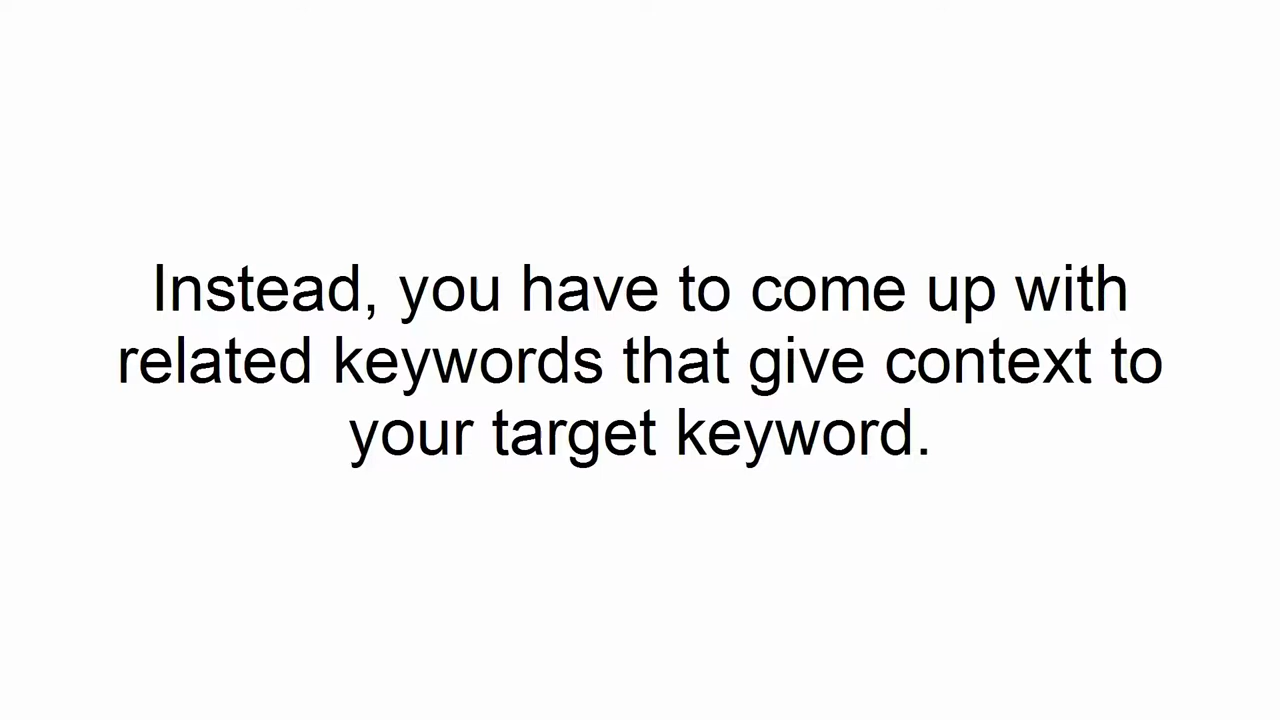 Instead, you have to come up with
related keywords that give context to
your target keyword.